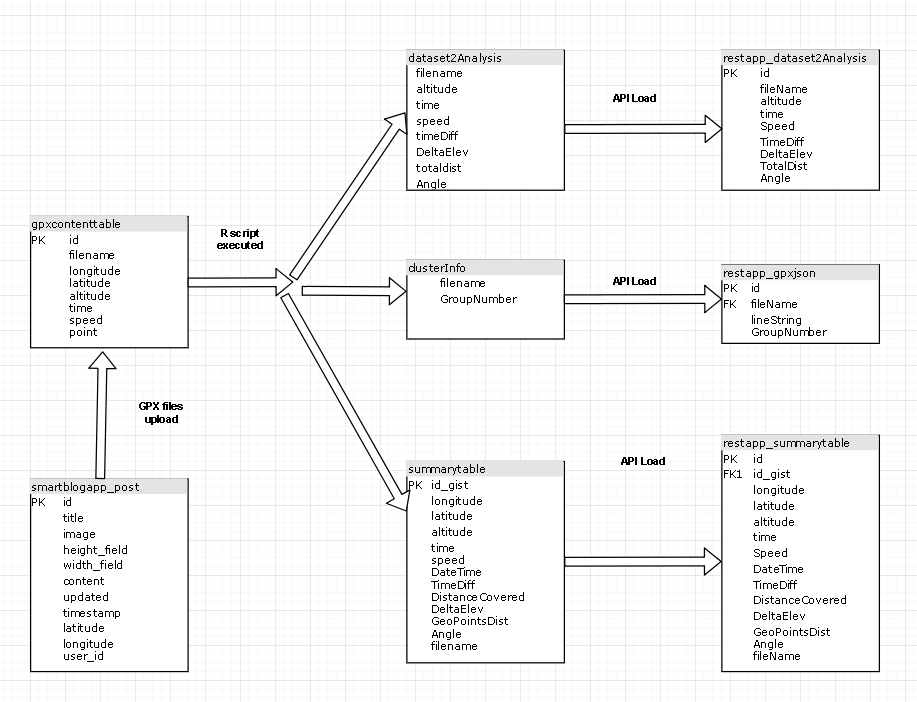 gpxcontenttable
PK id
filename
longitude
latitude
altitude
time
speed
point
GPX files
upload
smartblogapp_post
PK id
title
image
height_field
width_field
content
updated
timestamp
latitude
longitude
user_id
R script
executed
dataset2Analysis
filename
altitude
time
speed
timeDiff
DeltaElev
totaldist
Angle
API Load
restapp_dataset2Analysis
PK id
fileName
altitude
time
Speed
TimeDiff
DeltaElev
TotalDist
Angle
clusterInfo
filename
GroupNumber
API Load
restapp_gpxjson
PK id
FK fileName
lineString
GroupNumber
summarytable
PK id_gist
longitude
latitude
altitude
time
speed
DateTime
TimeDiff
DistanceCovered
DeltaElev
GeoPointsDist
Angle
filename
API Load
restapp_summarytable
PK id
FK1 id_gist
longitude
latitude
altitude
time
Speed
DateTime
TimeDiff
DistanceCovered
DeltaElev
GeoPointsDist
Angle
fileName